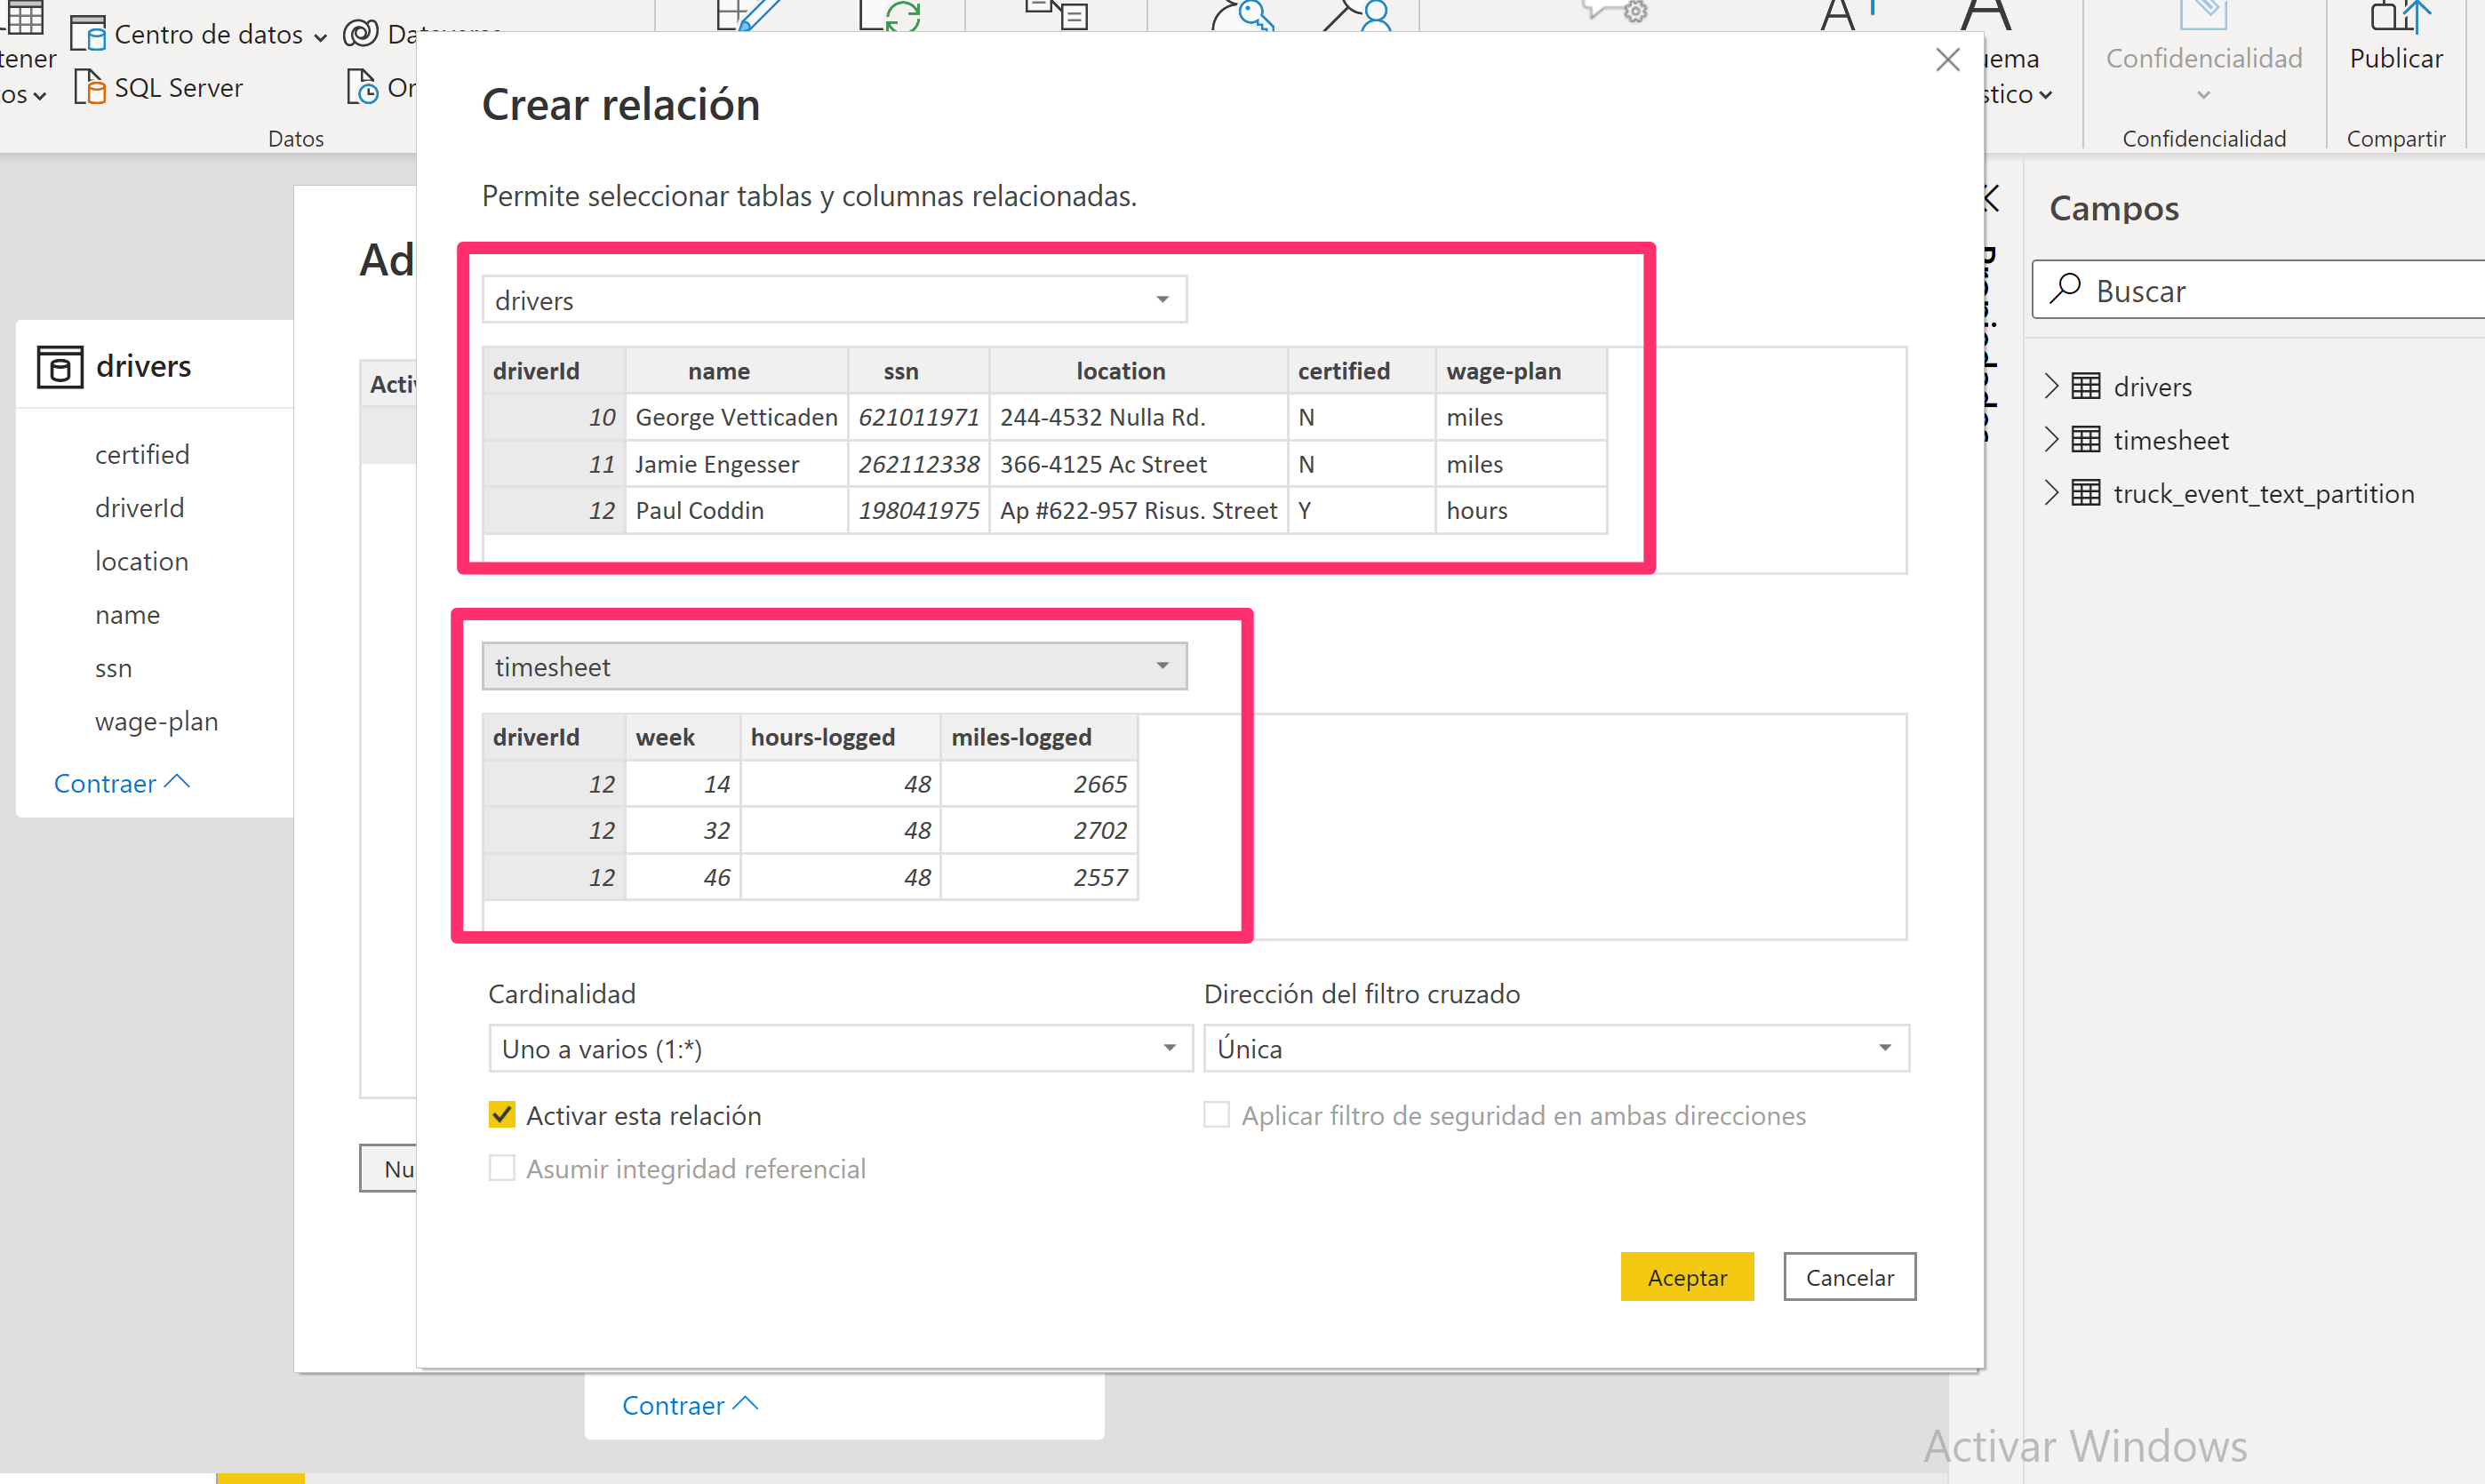 tener
os
Centro de datos
SQL Server
Datos
Confidencialidad
Confidencialidad
Publicar
Compartir
Crear relación
Permite seleccionar tablas y columnas relacionadas.
drivers
driverId name ssn location certified wage-plan
10 George Vetticaden 621011971 244-4532 Nulla Rd. N miles
11 Jamie Engesser 262112338 366-4125 Ac Street N miles
12 Paul Coddin 198041975 Ap #622-957 Risus. Street Y hours
timesheet
driverId week hours-logged miles-logged
12 14 48 2665
12 32 48 2702
12 46 48 2557
Cardinalidad
Uno a varios (1:*)
Dirección del filtro cruzado
Única
Activar esta relación
Aplicar filtro de seguridad en ambas direcciones
Asumir integridad referencial
Aceptar
Cancelar
Ad
Acti
Nu
drivers
certified
driverId
location
name
ssn
wage-plan
Contraer
Contraer
Campos
Buscar
drivers
timesheet
truck_event_text_partition
Activar Windows